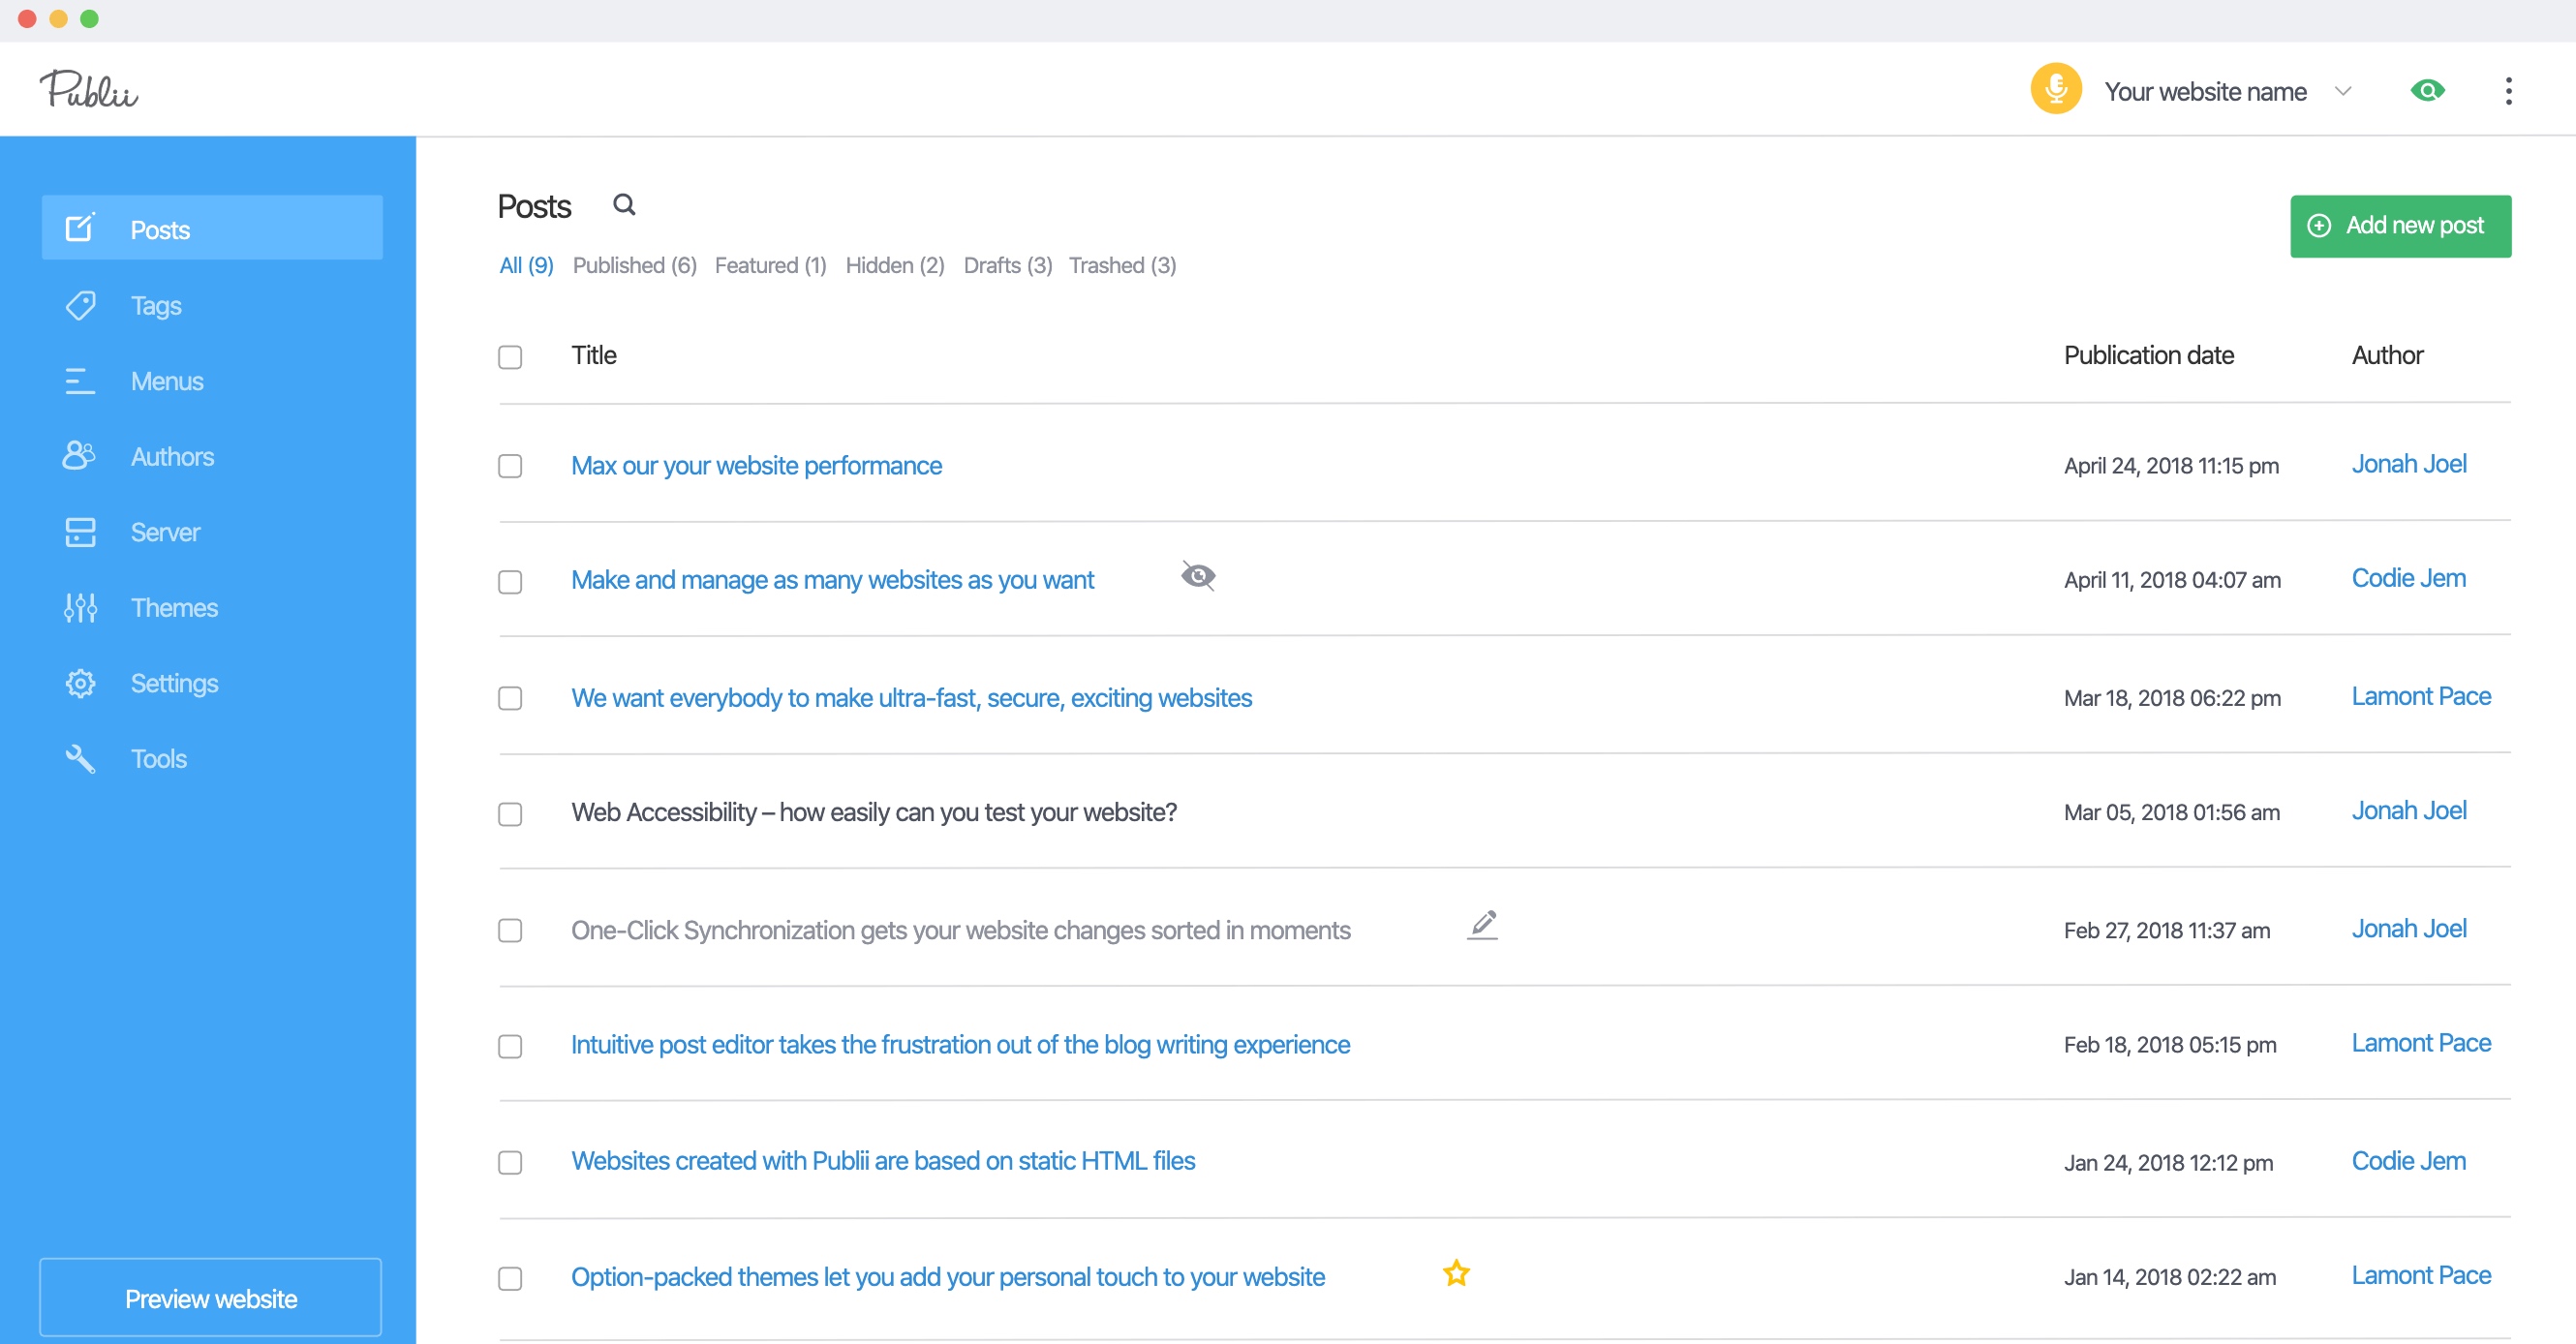 Publii
Your website name
Posts
Tags
Menus
Authors
Server
Themes
Settings
Tools
Preview website
Posts
Add new post
All (9) Published (6) Featured (1) Hidden (2) Drafts (3) Trashed (3)
Title Publication date Author
Max our your website performance April 24, 2018 11:15 pm Jonah Joel
Make and manage as many websites as you want April 11, 2018 04:07 am Codie Jem
We want everybody to make ultra-fast, secure, exciting websites Mar 18, 2018 06:22 pm Lamont Pace
Web Accessibility – how easily can you test your website? Mar 05, 2018 01:56 am Jonah Joel
One-Click Synchronization gets your website changes sorted in moments Feb 27, 2018 11:37 am Jonah Joel
Intuitive post editor takes the frustration out of the blog writing experience Feb 18, 2018 05:15 pm Lamont Pace
Websites created with Publii are based on static HTML files Jan 24, 2018 12:12 pm Codie Jem
Option-packed themes let you add your personal touch to your website Jan 14, 2018 02:22 am Lamont Pace